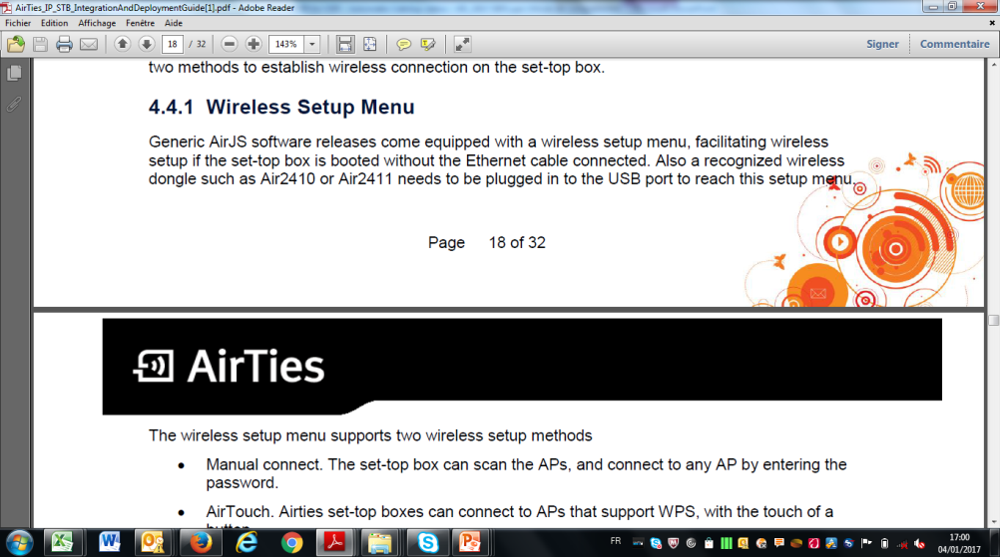 AirTies_IP_STB_IntegrationAndDeploymentGuide[1].pdf - Adobe Reader
Fichier Edition Affichage Fenêtre Aide
18 / 32 143% Signer Commentaire
two methods to establish wireless connection on the set-top box.
4.4.1 Wireless Setup Menu
Generic AirJS software releases come equipped with a wireless setup menu, facilitating wireless
setup if the set-top box is booted without the Ethernet cable connected. Also a recognized wireless
dongle such as Air2410 or Air2411 needs to be plugged in to the USB port to reach this setup menu.
Page 18 of 32
AirTies
The wireless setup menu supports two wireless setup methods
• Manual connect. The set-top box can scan the APs, and connect to any AP by entering the
password.
• AirTouch. Airties set-top boxes can connect to APs that support WPS, with the touch of a
button
FR 17:00
04/01/2017